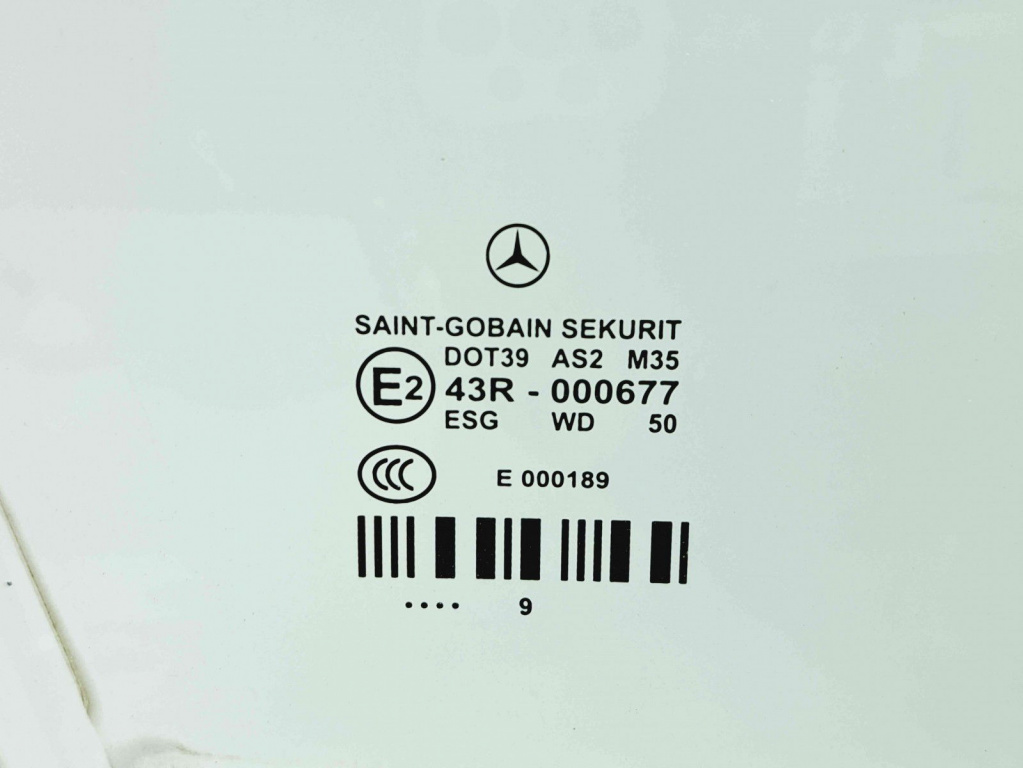 SAINT-GOBAIN SEKURIT
DOT39 AS2 M35
E2 43R - 000677
ESG WD 50
CCC E 000189
.... 9